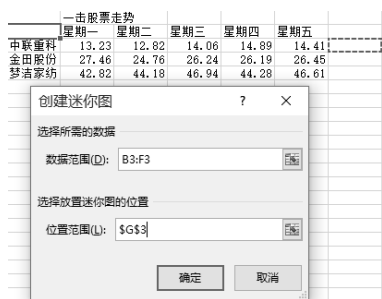 一击股票走势
星期一 星期二 星期三 星期四 星期五
中联重科 13.23 12.82 14.06 14.89 14.41
金田股份 27.46 24.76 26.24 26.19 26.45
梦洁家纺 42.82 44.18 46.94 44.28 46.61
创建迷你图 ? ×
选择所需的数据
数据范围(D): B3:F3
选择放置迷你图的位置
位置范围(L): $G$3
确定 取消